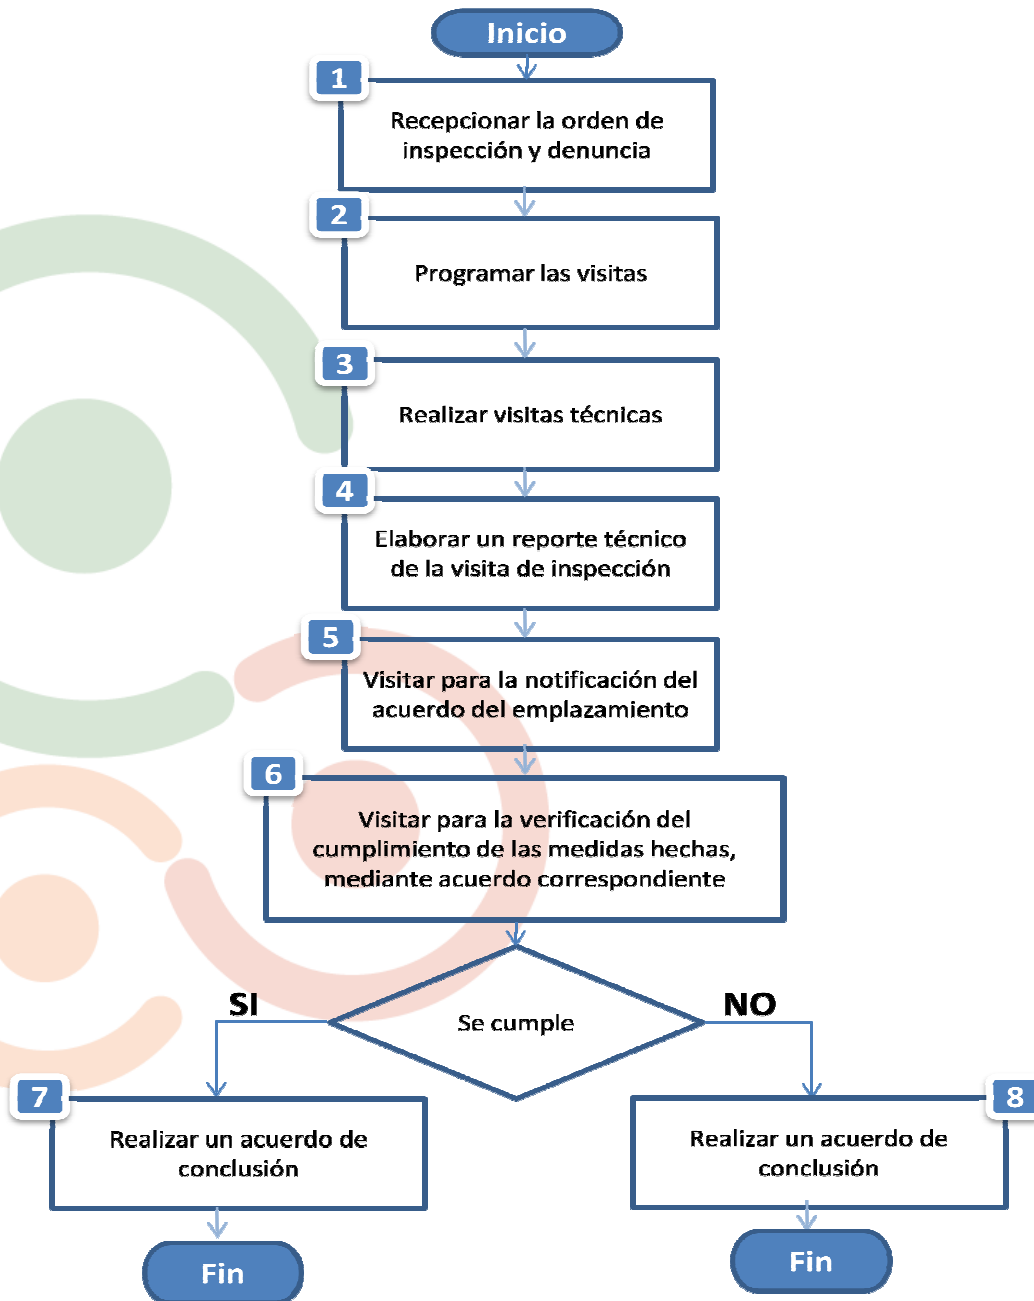 Inicio
1
Recepcionar la orden de
inspección y denuncia
2
Programar las visitas
3
Realizar visitas técnicas
4
Elaborar un reporte técnico
de la visita de inspección
5
Visitar para la notificación del
acuerdo del emplazamiento
6
Visitar para la verificación del
cumplimiento de las medidas hechas,
mediante acuerdo correspondiente
SI
Se cumple
NO
7
Realizar un acuerdo de
conclusión
8
Realizar un acuerdo de
conclusión
Fin
Fin